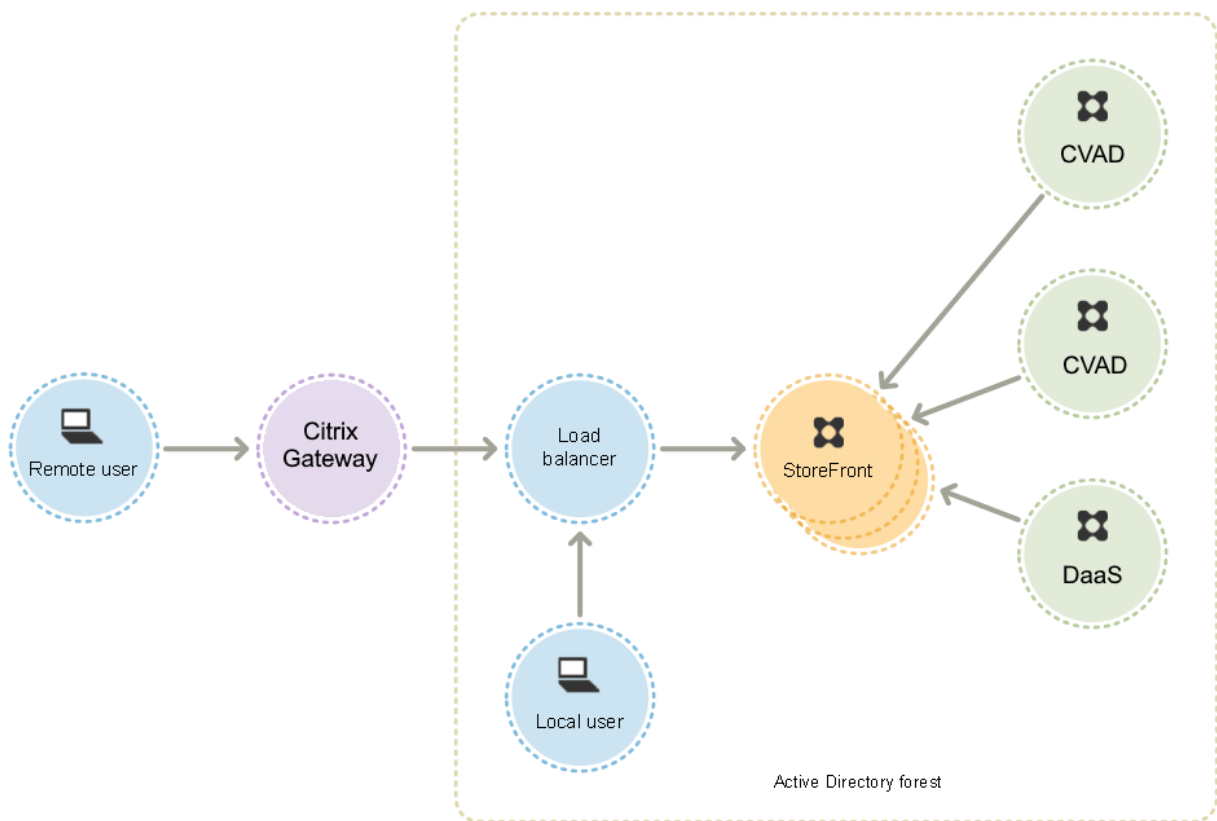 CVAD
CVAD
Remote user
Citrix
Gateway
Load
balancer
StoreFront
DaaS
Local user
Active Directory forest